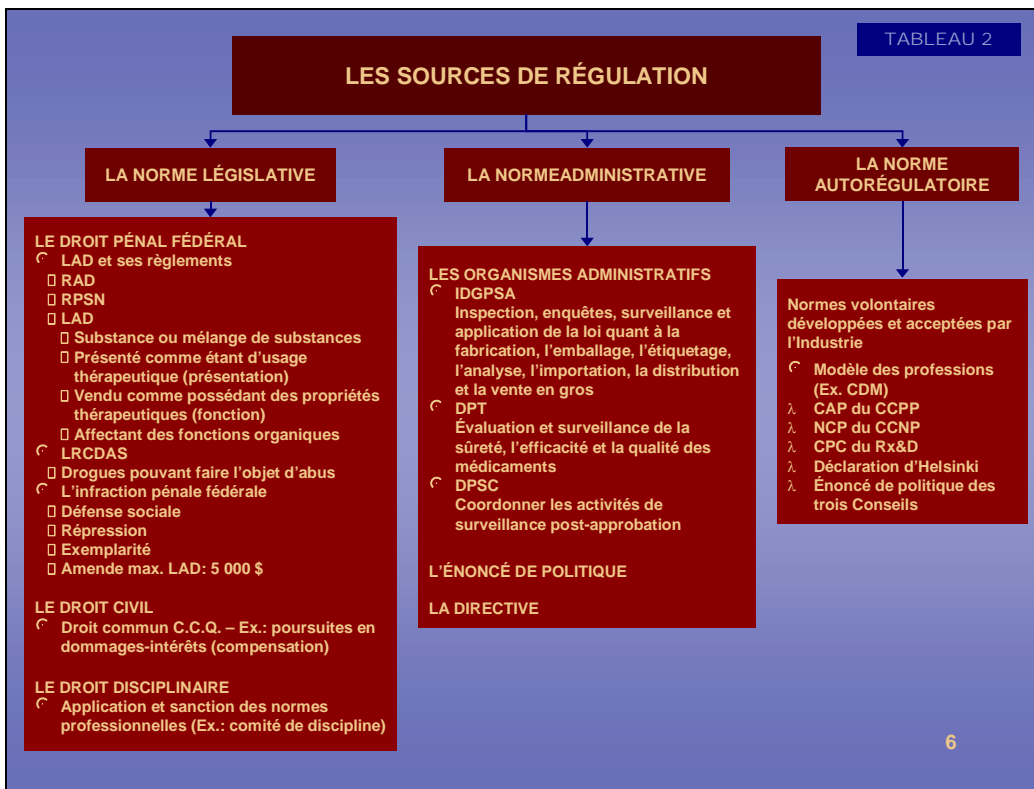 TABLEAU 2
LES SOURCES DE RÉGULATION
LA NORME LÉGISLATIVE
LE DROIT PÉNAL FÉDÉRAL
LAD et ses règlements
RAD
RPSN
LAD
Substance ou mélange de substances
Présenté comme étant d'usage
thérapeutique (présentation)
Vendu comme possédant des propriétés
thérapeutiques (fonction)
Affectant des fonctions organiques
LRCDAS
Drogues pouvant faire l'objet d'abus
L'infraction pénale fédérale
Défense sociale
Répression
Exemplarité
Amende max. LAD: 5 000 $
LE DROIT CIVIL
Droit commun C.C.Q. – Ex.: poursuites en
dommages-intérêts (compensation)
LE DROIT DISCIPLINAIRE
Application et sanction des normes
professionnelles (Ex.: comité de discipline)
LA NORMEADMINISTRATIVE
LES ORGANISMES ADMINISTRATIFS
IDGPSA
Inspection, enquêtes, surveillance et
application de la loi quant à la
fabrication, l'emballage, l'étiquetage,
l'analyse, l'importation, la distribution
et la vente en gros
DPT
Évaluation et surveillance de la
sûreté, l'efficacité et la qualité des
médicaments
DPSC
Coordonner les activités de
surveillance post-approbation
L'ÉNONCÉ DE POLITIQUE
LA DIRECTIVE
LA NORME
AUTORÉGULATOIRE
Normes volontaires
développées et acceptées par
l'Industrie
Modèle des professions
(Ex. CDM)
λ CAP du CCPP
λ NCP du CCNP
λ CPC du Rx&D
λ Déclaration d'Helsinki
λ Énoncé de politique des
trois Conseils
6